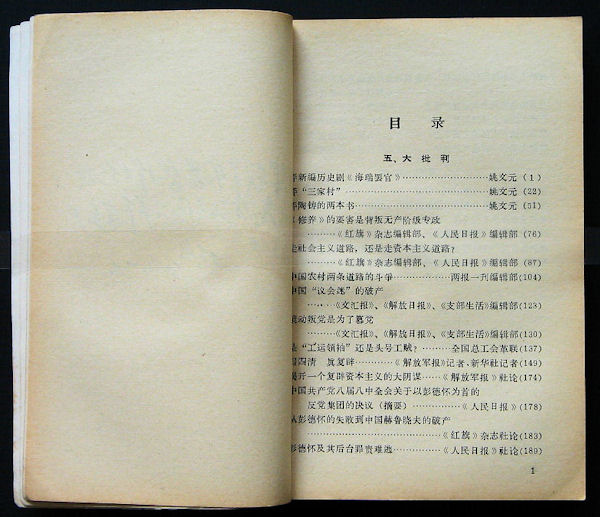 目 录
五、大 批 判
新编历史剧《海瑞罢官》……姚文元(1)
“三家村”……姚文元(22)
陶铸的两本书……姚文元(51)
《修养》的要害是背叛无产阶级专政
……《红旗》杂志编辑部、《人民日报》编辑部(76)
走社会主义道路，还是走资本主义道路？
……《红旗》杂志编辑部、《人民日报》编辑部(87)
中国农村两条道路的斗争……两报一刊编辑部(104)
中国“议会迷”的破产
……《文汇报》、《解放日报》、《支部生活》编辑部(123)
动叛党是为了篡党
……《文汇报》、《解放日报》、《支部生活》编辑部(130)
是“工运领袖”还是头号工贼？……全国总工会革联(137)
四清 真复辟……《解放军报》记者、新华社记者(149)
开一个复辟资本主义的大阴谋……《解放军报》社论(174)
中国共产党八届八中全会关于以彭德怀为首的
反党集团的决议（摘要）……《人民日报》(178)
从彭德怀的失败到中国赫鲁晓夫的破产
……《红旗》杂志社论(183)
彭德怀及其后台罪责难逃……《人民日报》社论(189)
1